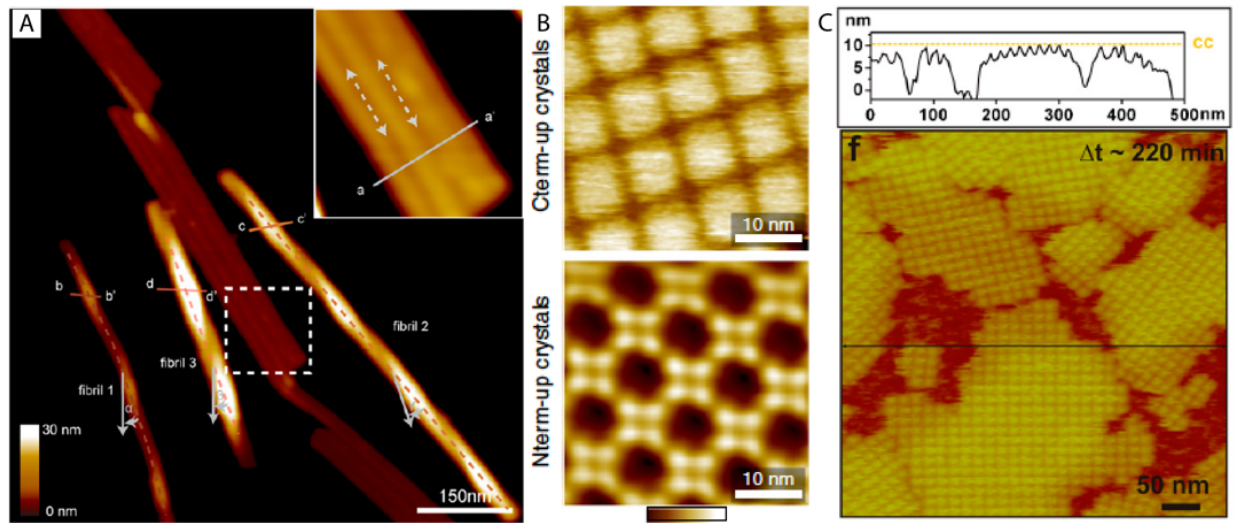 A
a
a'
c
c'
b
b'
d
d'
fibril 2
fibril 3
fibril 1
α
30 nm
0 nm
150nm
B
Cterm-up crystals
10 nm
Nterm-up crystals
10 nm
C
nm
10
5
0
cc
0
100
200
300
400
500nm
f
Δt ~ 220 min
50 nm